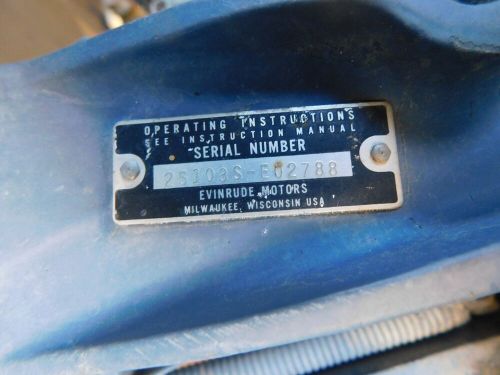 OPERATING INSTRUCTIONS
SEE INSTRUCTION MANUAL
SERIAL NUMBER
25103S-E02788
EVINRUDE MOTORS
MILWAUKEE, WISCONSIN USA